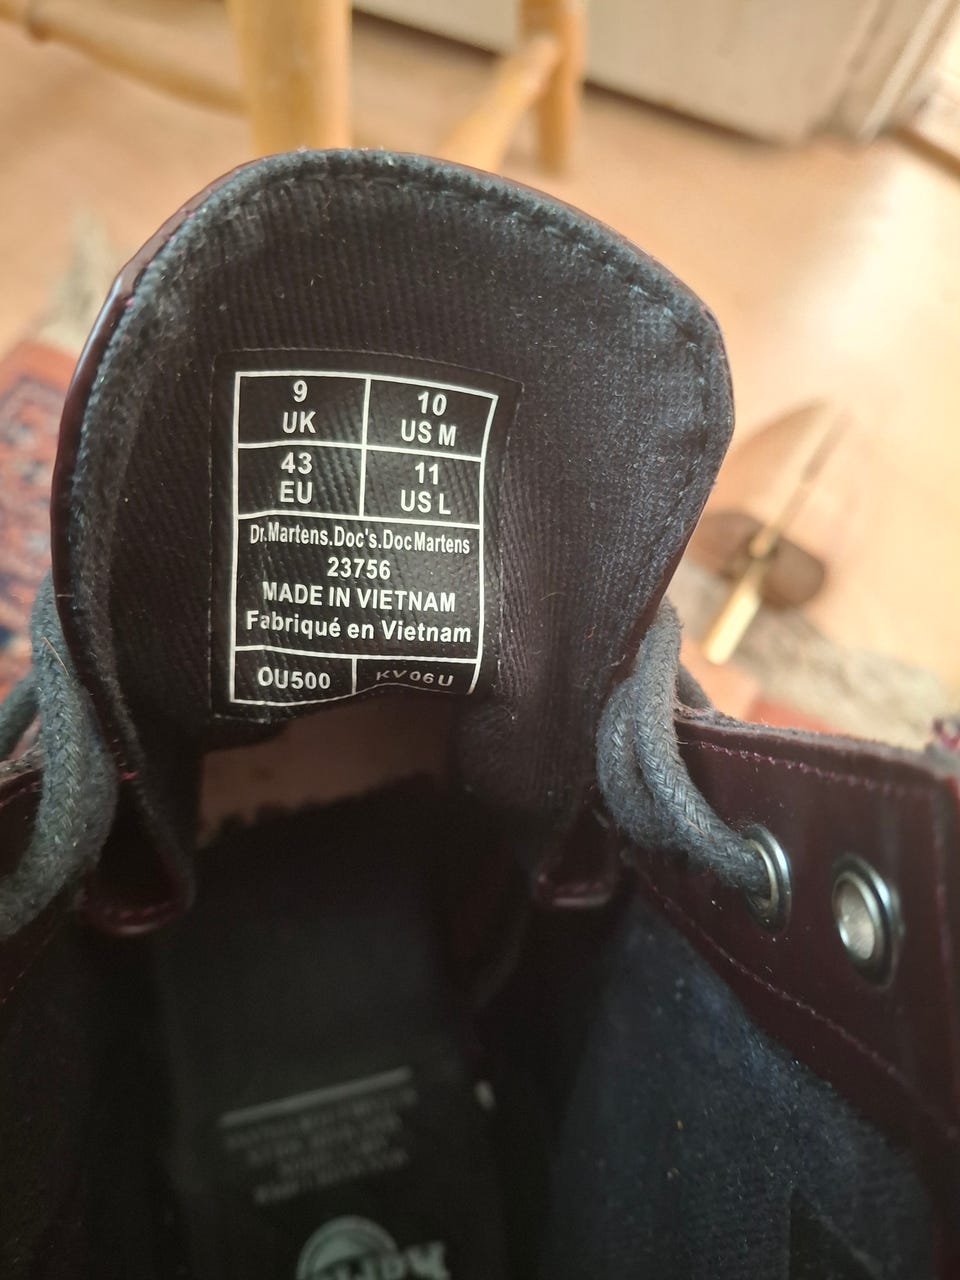 9
UK
10
US M
43
EU
11
US L
Dr.Martens.Doc's.DocMartens
23756
MADE IN VIETNAM
Fabriqué en Vietnam
OU500
KV06U